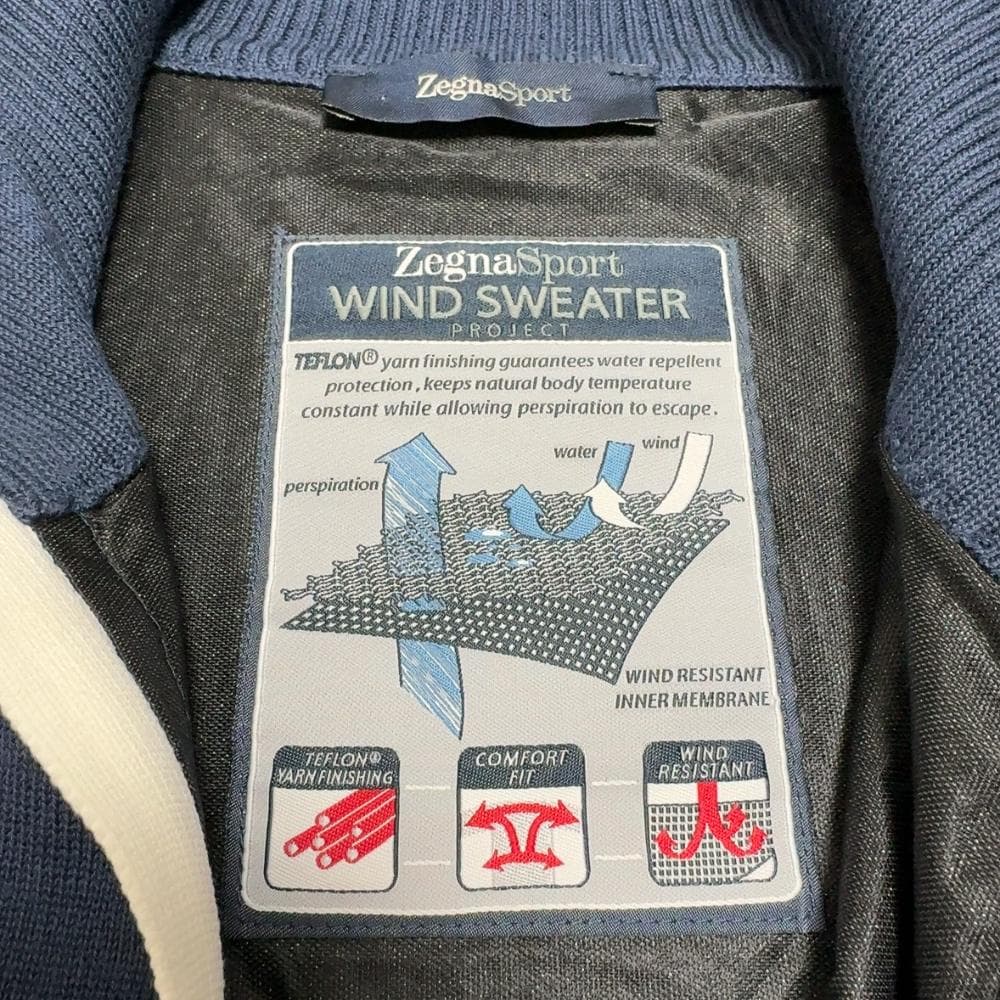 ZegnaSport
ZegnaSport
WIND SWEATER
PROJECT
TEFLON® yarn finishing guarantees water repellent
protection, keeps natural body temperature
constant while allowing perspiration to escape.
water wind
perspiration
WIND RESISTANT
INNER MEMBRANE
TEFLON®
YARN FINISHING
COMFORT
FIT
WIND
RESISTANT